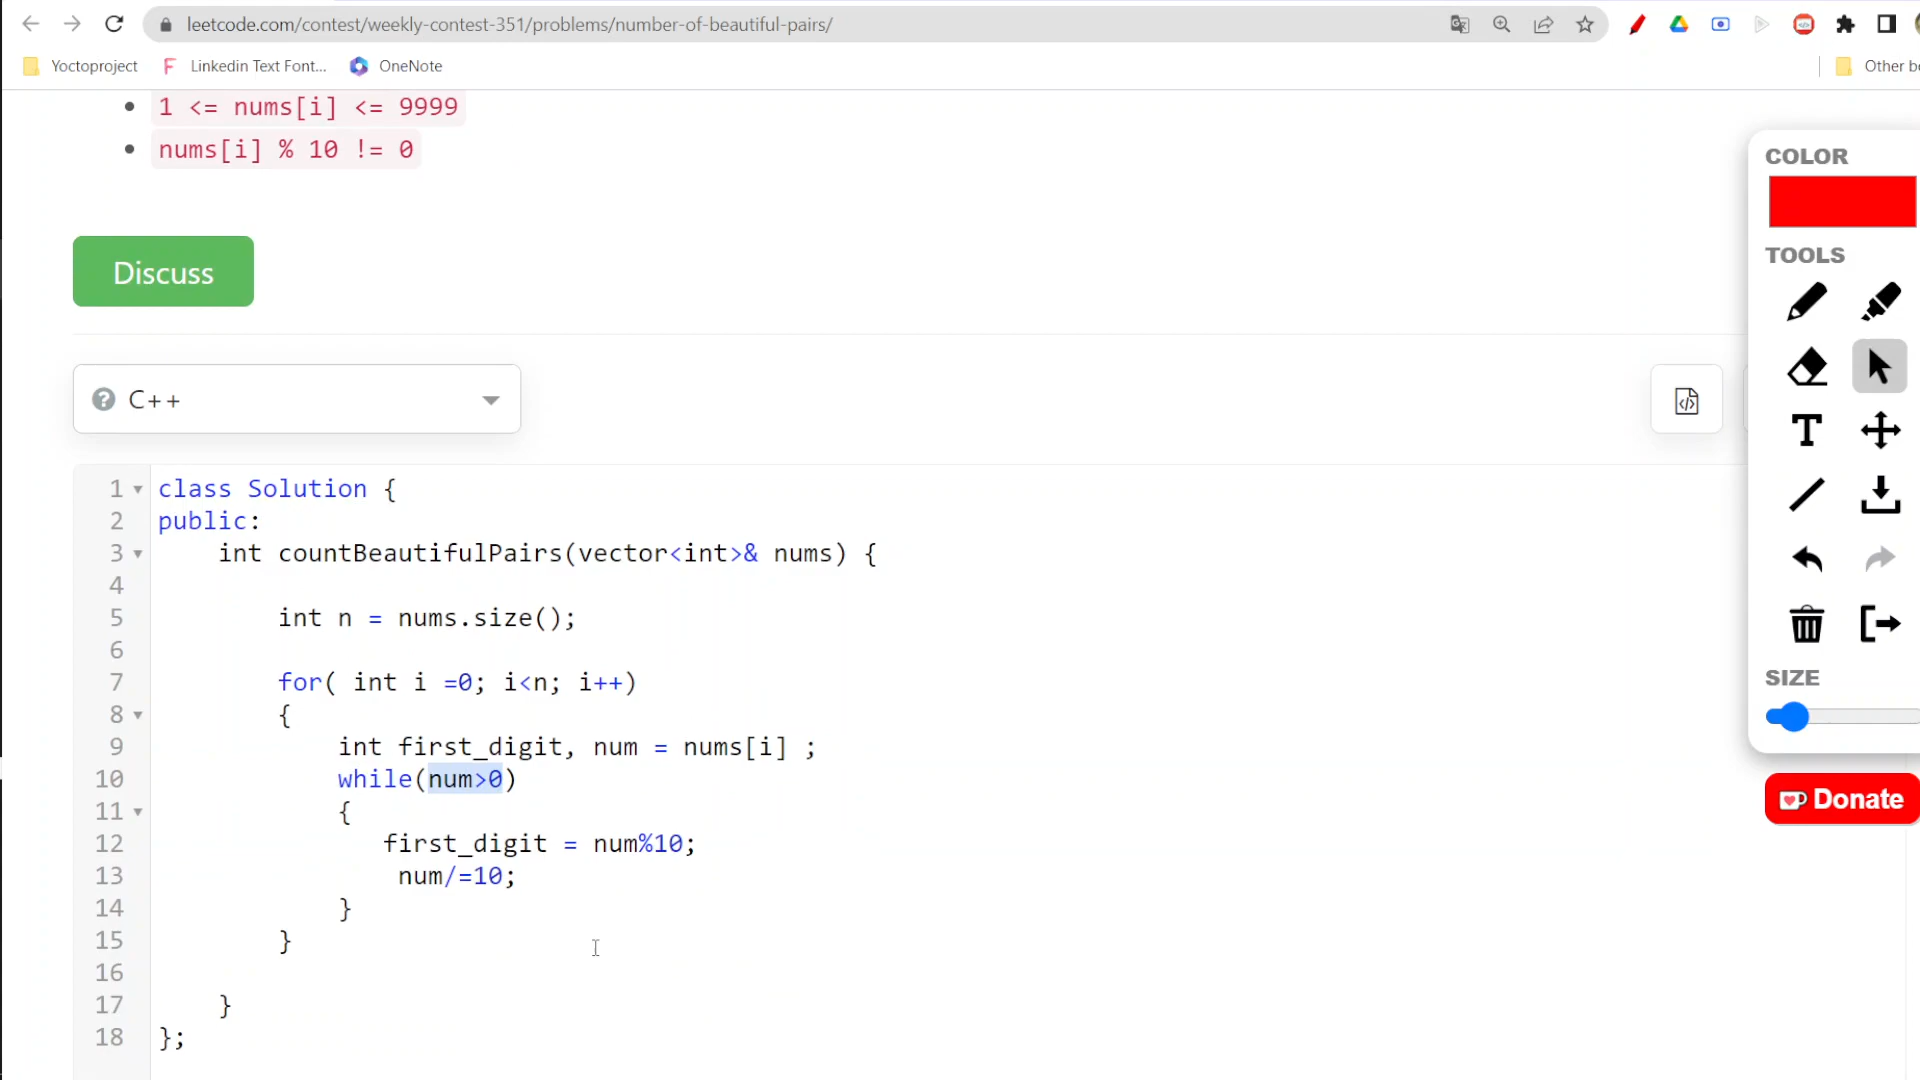 leetcode.com/contest/weekly-contest-351/problems/number-of-beautiful-pairs/
Yoctoproject
F Linkedin Text Font...
OneNote
Other be
1 <= nums[i] <= 9999
nums[i] % 10 != 0
Discuss
C++
1 class Solution {
2 public:
3 int countBeautifulPairs(vector<int>& nums) {
4
5 int n = nums.size();
6
7 for( int i =0; i<n; i++)
8 {
9 int first_digit, num = nums[i] ;
10 while(num>0)
11 {
12 first_digit = num%10;
13 num/=10;
14 }
15 }
16
17 }
18 };
COLOR
TOOLS
T
SIZE
Donate